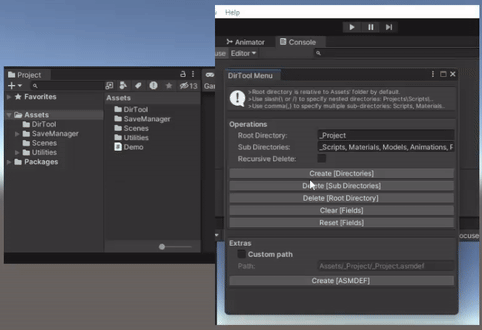 Help
Animator
Console
Editor
Project
13
Favorites
Assets
DirTool
SaveManager
Scenes
Utilities
Packages
Assets
DirTool
SaveManager
Scenes
Utilities
Demo
DirTool Menu
>Root directory is relative to Assets' folder by default.
>Use slash(\ or /) to specify nested directories: Projects\Scripts\..
>Use comma(,) to specify multiple sub-directories: Scripts, Materials..
Operations
Root Directory: _Project
Sub Directories: _Scripts, Materials, Models, Animations,
Recursive Delete:
Create [Directories]
Delete [Sub Directories]
Delete [Root Directory]
Clear [Fields]
Reset [Fields]
Extras
Custom path
Path: Assets/_Project/_Project.asmdef
Create [ASMDEF]